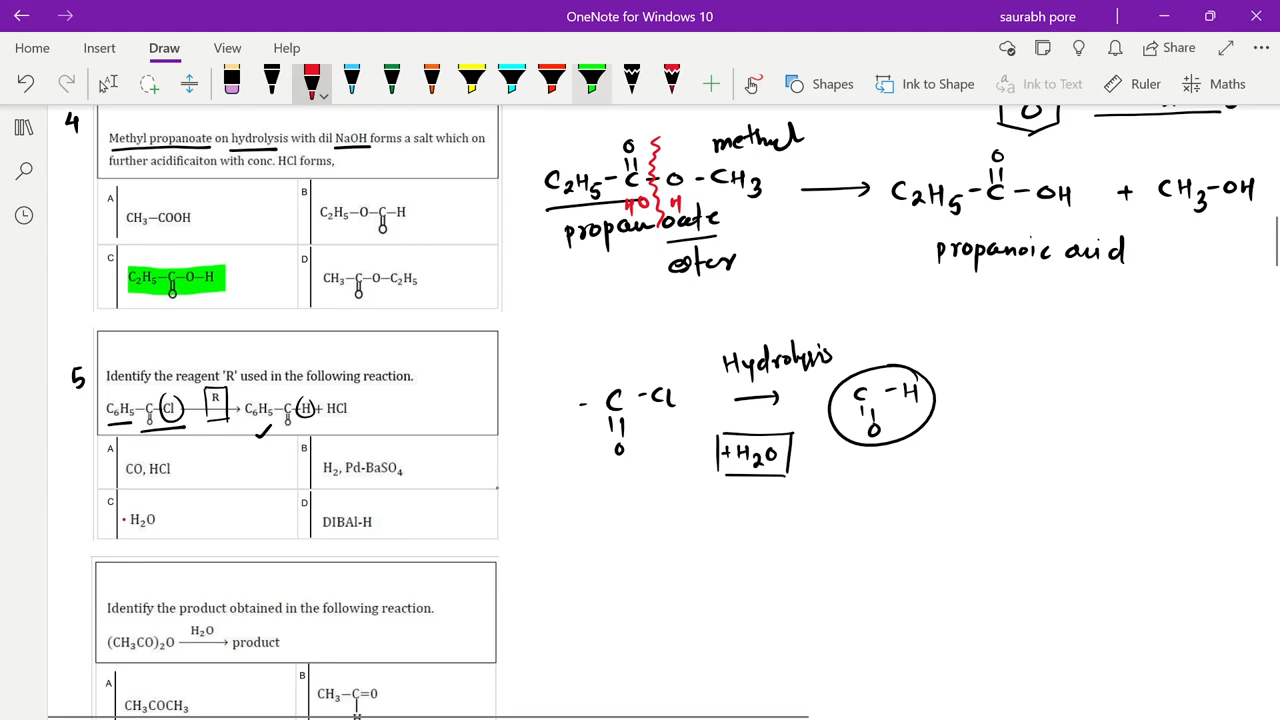 OneNote for Windows 10
saurabh pore
Home Insert Draw View Help
Share
Shapes Ink to Shape Ink to Text Ruler Maths
4
Methyl propanoate on hydrolysis with dil NaOH forms a salt which on
further acidificaiton with conc. HCl forms,
A
CH₃—COOH
B
C₂H₅—O—C—H
O
C
C₂H₅—C—O—H
O
D
CH₃—C—O—C₂H₅
O
O
methyl
C₂H₅ - C - O - CH₃
HO H
propanoate
ester
O
C₂H₅ - C - OH + CH₃-OH
propanoic acid
5
Identify the reagent 'R' used in the following reaction.
R
C₆H₅—C—Cl → C₆H₅—C—H + HCl
O O
A
CO, HCl
B
H₂, Pd-BaSO₄
C
H₂O
D
DIBAl-H
Hydrolysis
- C - Cl → C - H
O O
+H₂O
Identify the product obtained in the following reaction.
H₂O
(CH₃CO)₂O → product
A
CH₃COCH₃
B
CH₃—C=O
H